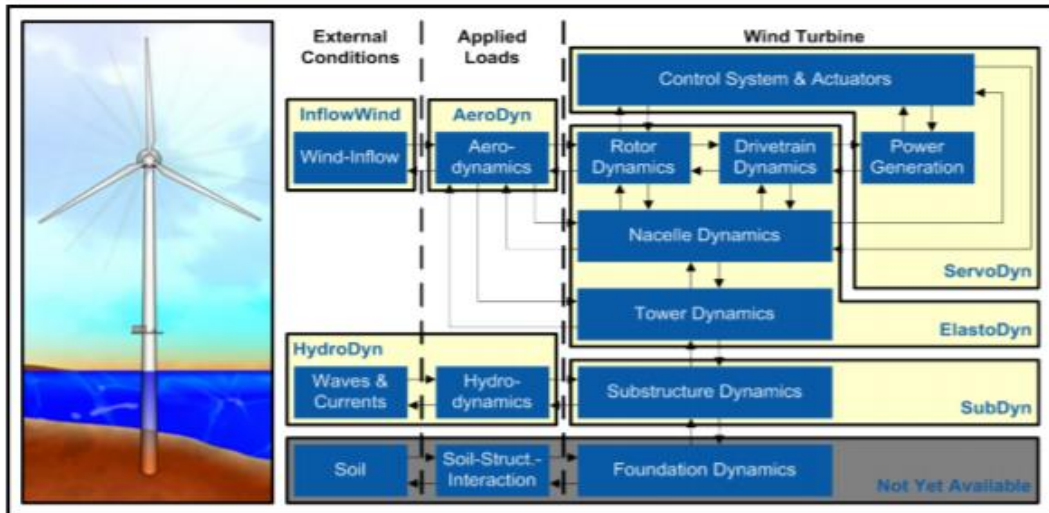 External
Conditions
Applied
Loads
Wind Turbine
Control System & Actuators
InflowWind
AeroDyn
Wind-Inflow
Aero-
dynamics
Rotor
Dynamics
Drivetrain
Dynamics
Power
Generation
Nacelle Dynamics
ServoDyn
Tower Dynamics
ElastoDyn
HydroDyn
Waves &
Currents
Hydro-
dynamics
Substructure Dynamics
SubDyn
Soil
Soil-Struct.-
Interaction
Foundation Dynamics
Not Yet Available